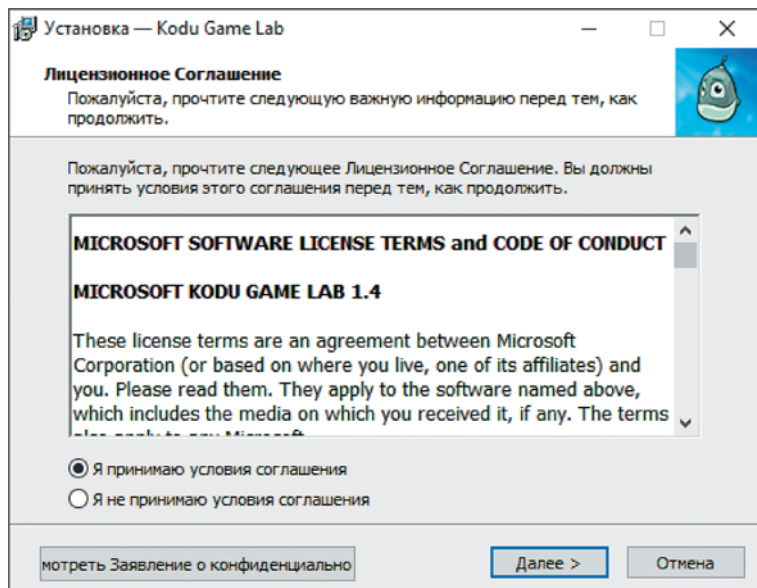 Установка — Kodu Game Lab
Лицензионное Соглашение
Пожалуйста, прочтите следующую важную информацию перед тем, как
продолжить.
Пожалуйста, прочтите следующее Лицензионное Соглашение. Вы должны
принять условия этого соглашения перед тем, как продолжить.
MICROSOFT SOFTWARE LICENSE TERMS and CODE OF CONDUCT
MICROSOFT KODU GAME LAB 1.4
These license terms are an agreement between Microsoft
Corporation (or based on where you live, one of its affiliates) and
you. Please read them. They apply to the software named above,
which includes the media on which you received it, if any. The terms
also apply to any Microsoft
Я принимаю условия соглашения
Я не принимаю условия соглашения
мотреть Заявление о конфиденциально
Далее >
Отмена